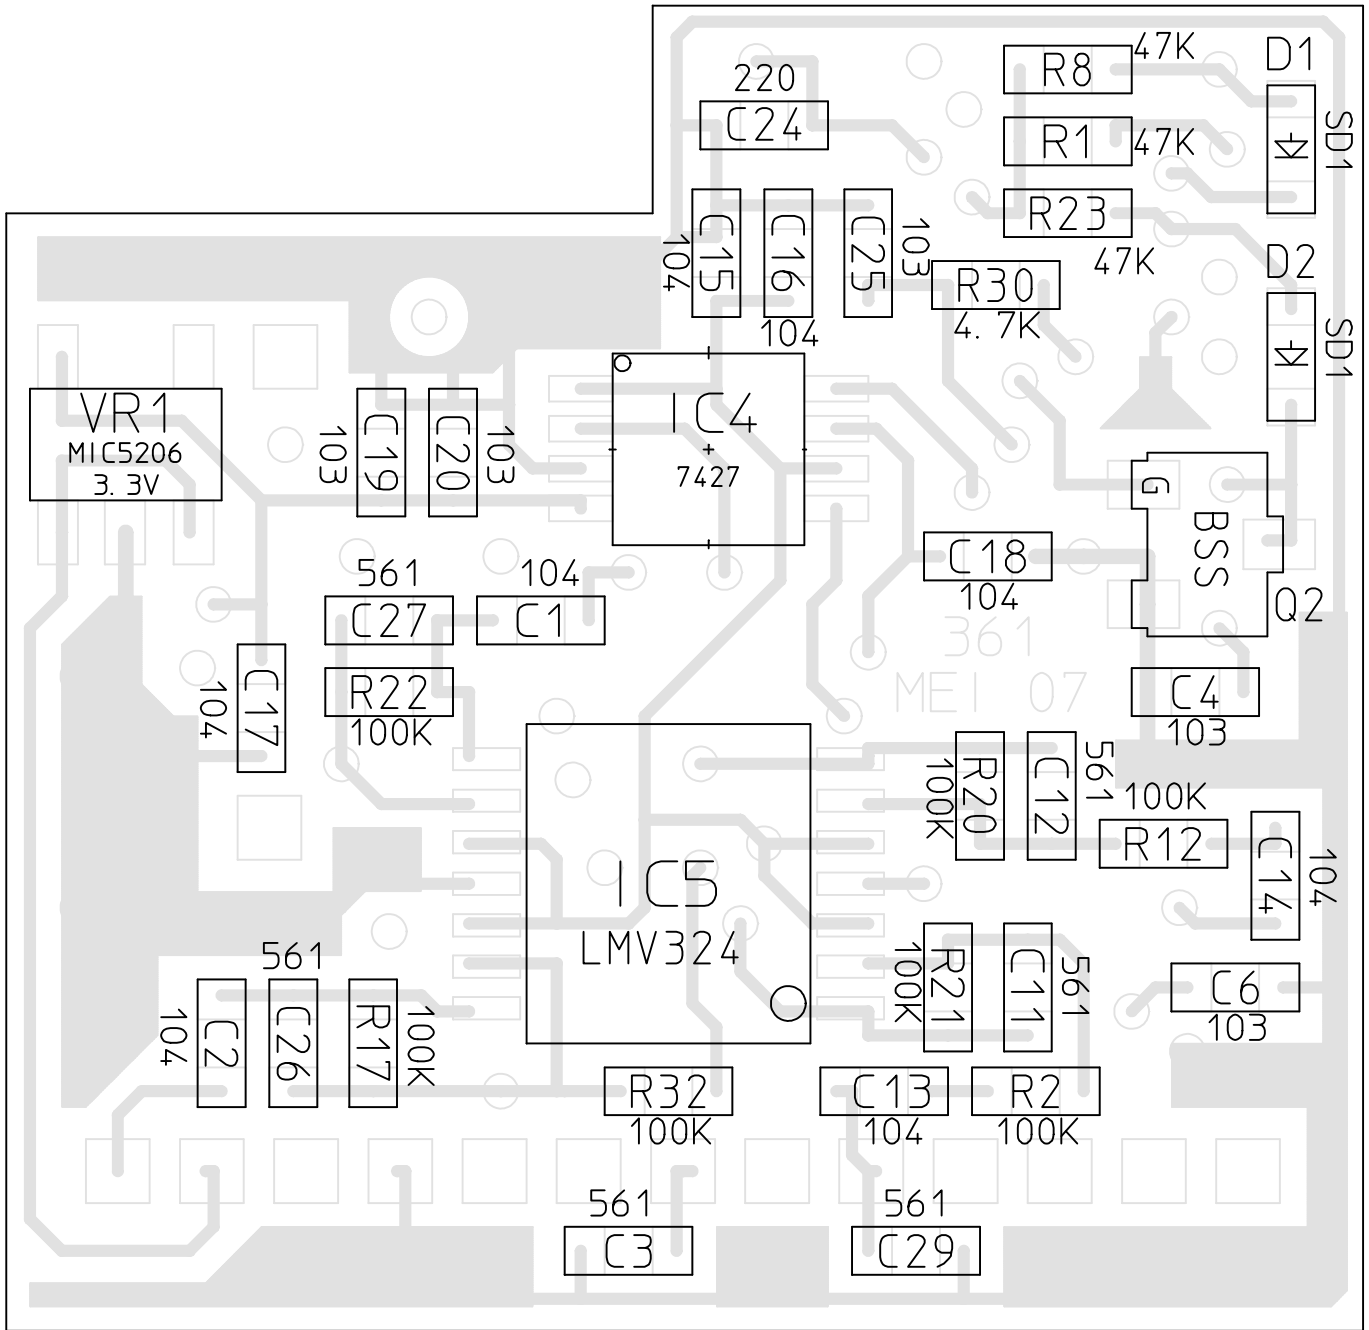 47K
D1
R8
220
C24
SD1
R1
47K
R23
C15
C16
C25
103
104
47K
D2
R30
4.7K
104
SD1
VR1
MIC5206
3.3V
103
C19
C20
103
IC4
7427
G
BSS
C18
104
Q2
561
C27
104
C1
361
MEI 07
C17
104
R22
100K
C4
103
100K
R20
C12
561
100K
R12
C14
104
IC5
LMV324
100K
R21
C11
561
C6
103
561
104
C2
C26
R17
100K
R32
100K
C13
104
R2
100K
561
C3
561
C29